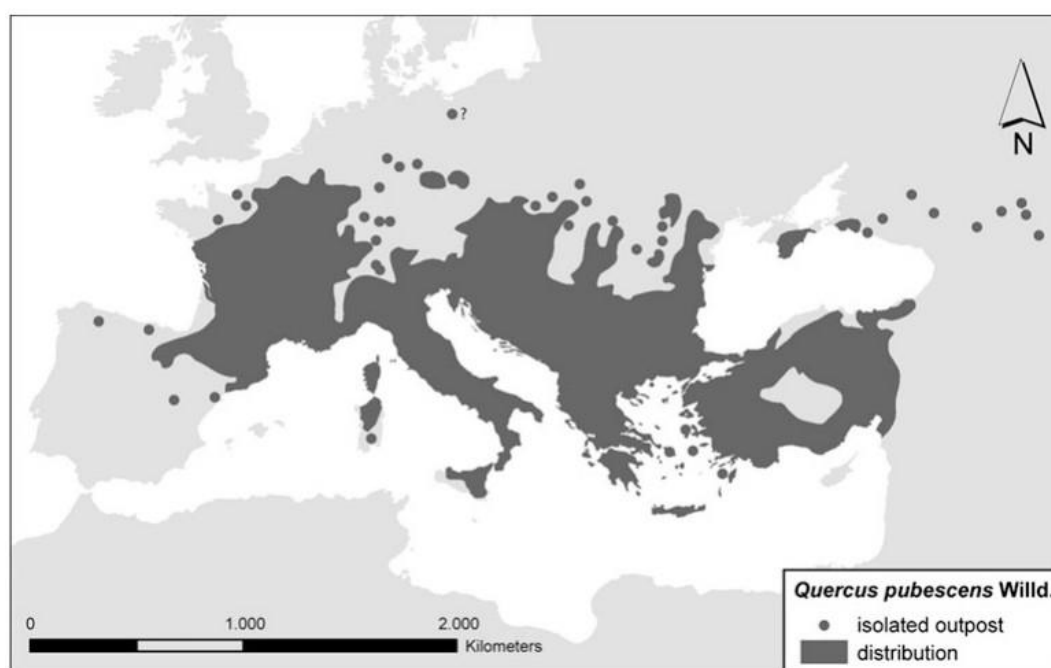 ?
N
Quercus pubescens Willd.
isolated outpost
distribution
0 1.000 2.000
Kilometers